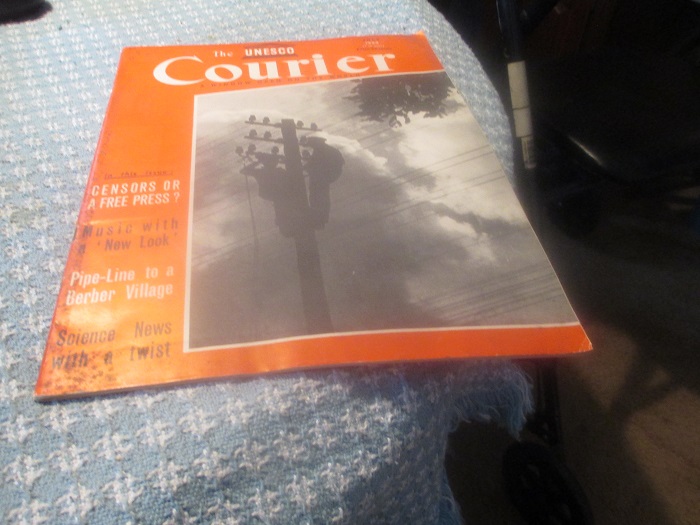 The UNESCO
Courier
In this issue:
CENSORS OR
A FREE PRESS?
Music with
a 'New Look'
Pipe-Line to a
Berber Village
Science News
with a twist